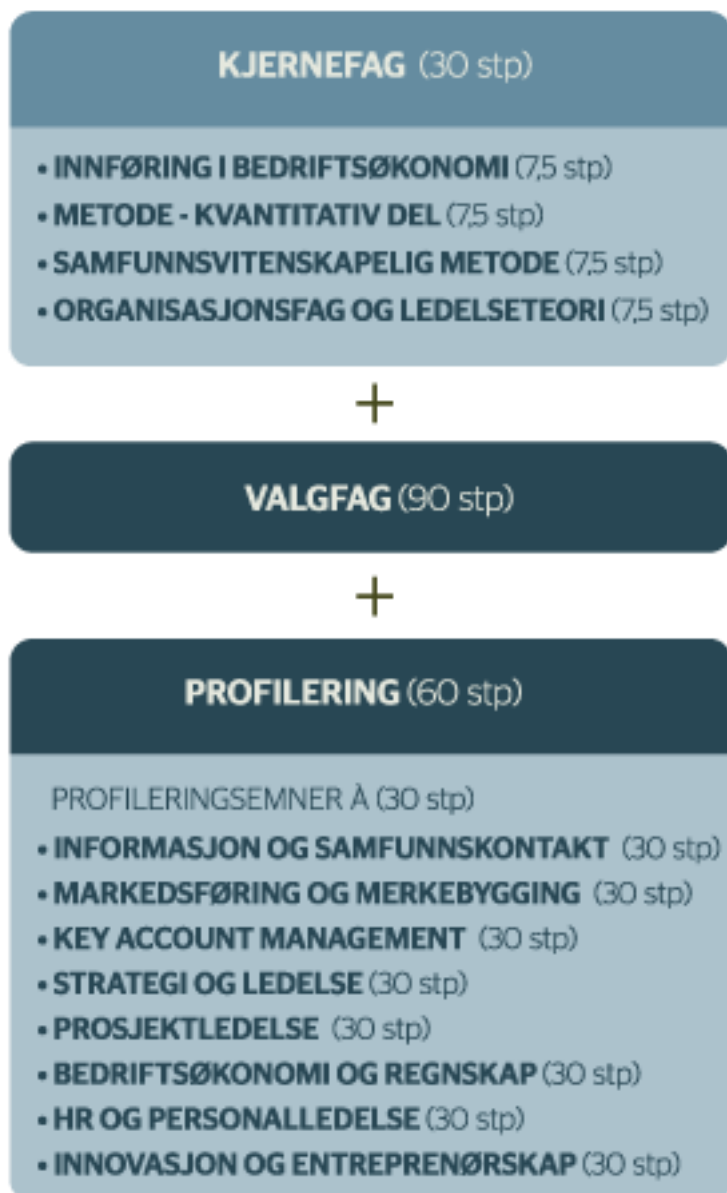 KJERNEFAG (30 stp)
• INNFØRING I BEDRIFTSØKONOMI (7,5 stp)
• METODE - KVANTITATIV DEL (7,5 stp)
• SAMFUNNSVITENSKAPELIG METODE (7,5 stp)
• ORGANISASJONSFAG OG LEDELSETEORI (7,5 stp)
+
VALGFAG (90 stp)
+
PROFILERING (60 stp)
PROFILERINGSEMNER À (30 stp)
• INFORMASJON OG SAMFUNNSKONTAKT (30 stp)
• MARKEDSFØRING OG MERKEBYGGING (30 stp)
• KEY ACCOUNT MANAGEMENT (30 stp)
• STRATEGI OG LEDELSE (30 stp)
• PROSJEKTLEDELSE (30 stp)
• BEDRIFTSØKONOMI OG REGNSKAP (30 stp)
• HR OG PERSONALLEDELSE (30 stp)
• INNOVASJON OG ENTREPRENØRSKAP (30 stp)